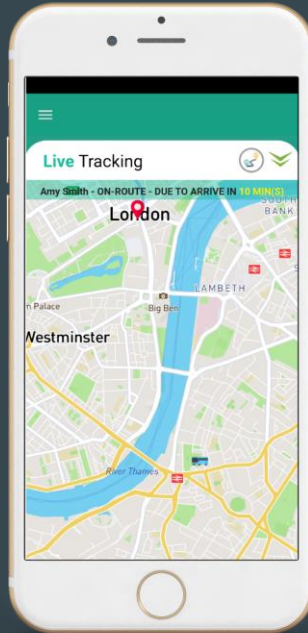 Live Tracking
Amy Smith - ON-ROUTE - DUE TO ARRIVE IN 10 MIN(S)
SOUTH
BANK
London
LAMBETH
Palace
Big Ben
Westminster
River Thames